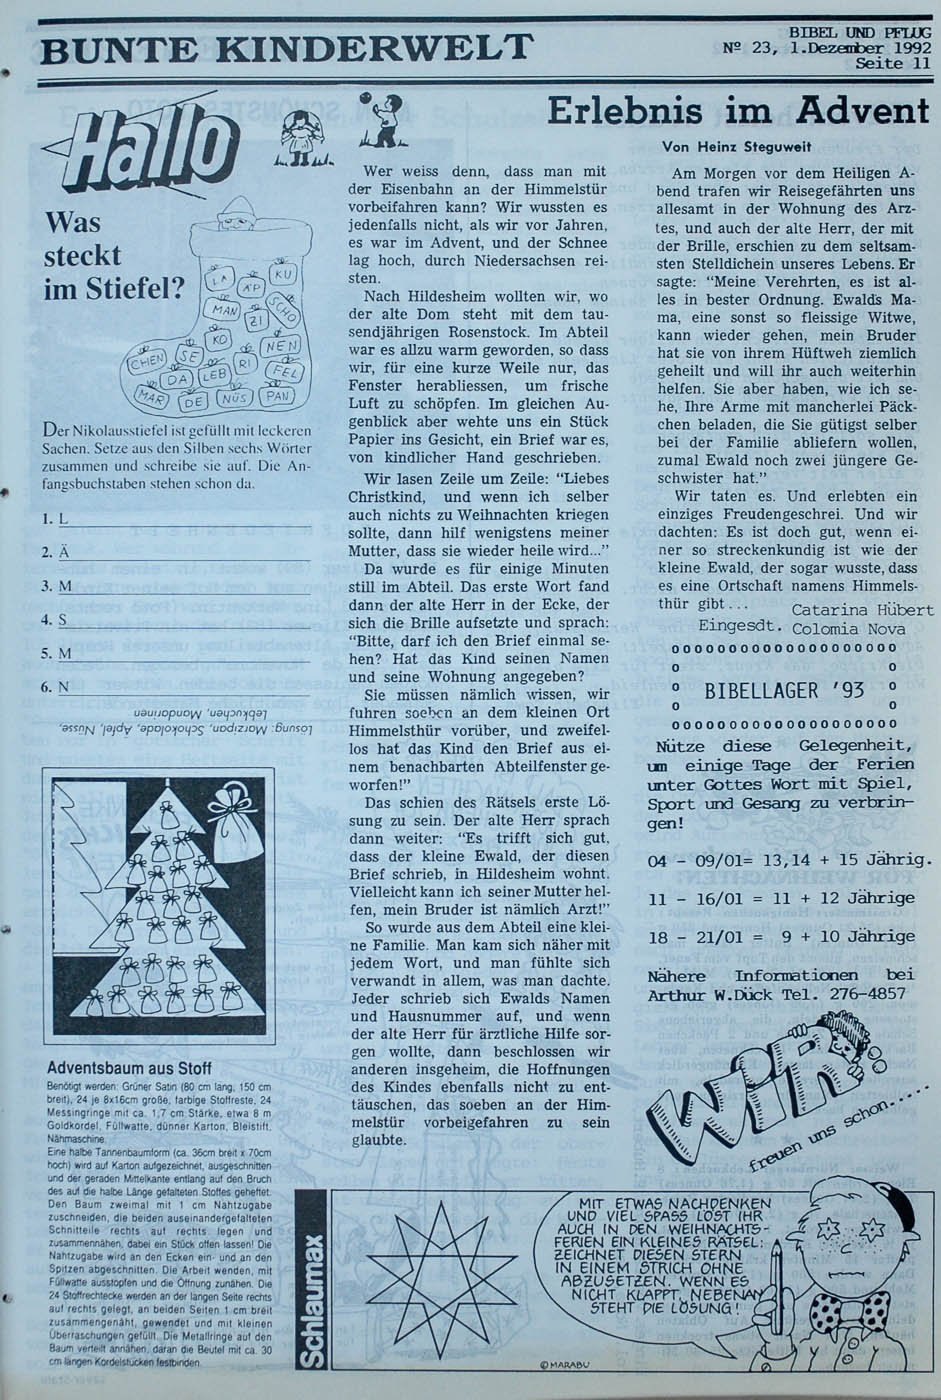 BUNTE KINDERWELT
BIBEL UND PFLUG
Nº 23, 1.Dezember 1992
Seite 11
Hallo
Was
steckt
im Stiefel?
LA
ÄP
KU
MAN
ZI
SCHO
KO
NEN
CHEN
SE
RI
FEL
DA
LEB
MAR
DE
NÜS
PAN
Der Nikolausstiefel ist gefüllt mit leckeren
Sachen. Setze aus den Silben sechs Wörter
zusammen und schreibe sie auf. Die An-
fangsbuchstaben stehen schon da.
1. L
2. Ä
3. M
4. S
5. M
6. N
Lösung: Marzipan, Schokolade, Äpfel, Nüsse,
Lebkuchen, Mandarinen
Adventsbaum aus Stoff
Benötigt werden: Grüner Satin (80 cm lang, 150 cm
breit), 24 je 8x16cm große, farbige Stoffreste, 24
Messingringe mit ca. 1,7 cm Stärke, etwa 8 m
Goldkordel, Füllwatte, dünner Karton, Bleistift,
Nähmaschine.
Eine halbe Tannenbaumform (ca. 36cm breit x 70cm
hoch) wird auf Karton aufgezeichnet, ausgeschnitten
und der geraden Mittelkante entlang auf den Bruch
des auf die halbe Länge gefalteten Stoffes geheftet.
Den Baum zweimal mit 1 cm Nahtzugabe
zuschneiden, die beiden auseinandergefalteten
Schnitteile rechts auf rechts legen und
zusammennähen, dabei ein Stück offen lassen! Die
Nahtzugabe wird an den Ecken ein- und an den
Spitzen abgeschnitten. Die Arbeit wenden, mit
Füllwatte ausstopfen und die Öffnung zunähen. Die
24 Stoffrechtecke werden an der langen Seite rechts
auf rechts gelegt, an beiden Seiten 1 cm breit
zusammengenäht, gewendet und mit kleinen
Überraschungen gefüllt. Die Metallringe auf den
Baum verteilt annähen, daran die Beutel mit ca. 30
cm langen Kordelstücken festbinden.
Erlebnis im Advent
Von Heinz Steguweit
Wer weiss denn, dass man mit
der Eisenbahn an der Himmelstür
vorbeifahren kann? Wir wussten es
jedenfalls nicht, als wir vor Jahren,
es war im Advent, und der Schnee
lag hoch, durch Niedersachsen rei-
sten.
Nach Hildesheim wollten wir, wo
der alte Dom steht mit dem tau-
sendjährigen Rosenstock. Im Abteil
war es allzu warm geworden, so dass
wir, für eine kurze Weile nur, das
Fenster herabliessen, um frische
Luft zu schöpfen. Im gleichen Au-
genblick aber wehte uns ein Stück
Papier ins Gesicht, ein Brief war es,
von kindlicher Hand geschrieben.
Wir lasen Zeile um Zeile: "Liebes
Christkind, und wenn ich selber
auch nichts zu Weihnachten kriegen
sollte, dann hilf wenigstens meiner
Mutter, dass sie wieder heile wird..."
Da wurde es für einige Minuten
still im Abteil. Das erste Wort fand
dann der alte Herr in der Ecke, der
sich die Brille aufsetzte und sprach:
"Bitte, darf ich den Brief einmal se-
hen? Hat das Kind seinen Namen
und seine Wohnung angegeben?
Sie müssen nämlich wissen, wir
fuhren soeben an dem kleinen Ort
Himmelsthür vorüber, und zweifel-
los hat das Kind den Brief aus ei-
nem benachbarten Abteilfenster ge-
worfen!"
Das schien des Rätsels erste Lö-
sung zu sein. Der alte Herr sprach
dann weiter: "Es trifft sich gut,
dass der kleine Ewald, der diesen
Brief schrieb, in Hildesheim wohnt.
Vielleicht kann ich seiner Mutter hel-
fen, mein Bruder ist nämlich Arzt!"
So wurde aus dem Abteil eine klei-
ne Familie. Man kam sich näher mit
jedem Wort, und man fühlte sich
verwandt in allem, was man dachte.
Jeder schrieb sich Ewalds Namen
und Hausnummer auf, und wenn
der alte Herr für ärztliche Hilfe sor-
gen wollte, dann beschlossen wir
anderen insgeheim, die Hoffnungen
des Kindes ebenfalls nicht zu ent-
täuschen, das soeben an der Him-
melstür vorbeigefahren zu sein
glaubte.
Am Morgen vor dem Heiligen A-
bend trafen wir Reisegefährten uns
allesamt in der Wohnung des Arz-
tes, und auch der alte Herr, der mit
der Brille, erschien zu dem seltsam-
sten Stelldichein unseres Lebens. Er
sagte: "Meine Verehrten, es ist al-
les in bester Ordnung. Ewalds Ma-
ma, eine sonst so fleissige Witwe,
kann wieder gehen, mein Bruder
hat sie von ihrem Hüftweh ziemlich
geheilt und will ihr auch weiterhin
helfen. Sie aber haben, wie ich se-
he, Ihre Arme mit mancherlei Päck-
chen beladen, die Sie gütigst selber
bei der Familie abliefern wollen,
zumal Ewald noch zwei jüngere Ge-
schwister hat."
Wir taten es. Und erlebten ein
einziges Freudengeschrei. Und wir
dachten: Es ist doch gut, wenn ei-
ner so streckenkundig ist wie der
kleine Ewald, der sogar wusste, dass
es eine Ortschaft namens Himmels-
thür gibt...
Catarina Hübert
Eingesdt. Colomia Nova
BIBELLAGER '93
Nütze diese Gelegenheit,
um einige Tage der Ferien
unter Gottes Wort mit Spiel,
Sport und Gesang zu verbrin-
gen!
04 - 09/01= 13,14 + 15 Jährig.
11 - 16/01 = 11 + 12 Jährige
18 - 21/01 = 9 + 10 Jährige
Nähere Informationen bei
Arthur W.Dück Tel. 276-4857
WIR
freuen uns schon.....
Schlaumax
MIT ETWAS NACHDENKEN
UND VIEL SPASS LÖST IHR
AUCH IN DEN WEIHNACHTS-
FERIEN EIN KLEINES RÄTSEL:
ZEICHNET DIESEN STERN
IN EINEM STRICH OHNE
ABZUSETZEN. WENN ES
NICHT KLAPPT, NEBENAN
STEHT DIE LÖSUNG!
© MARABU